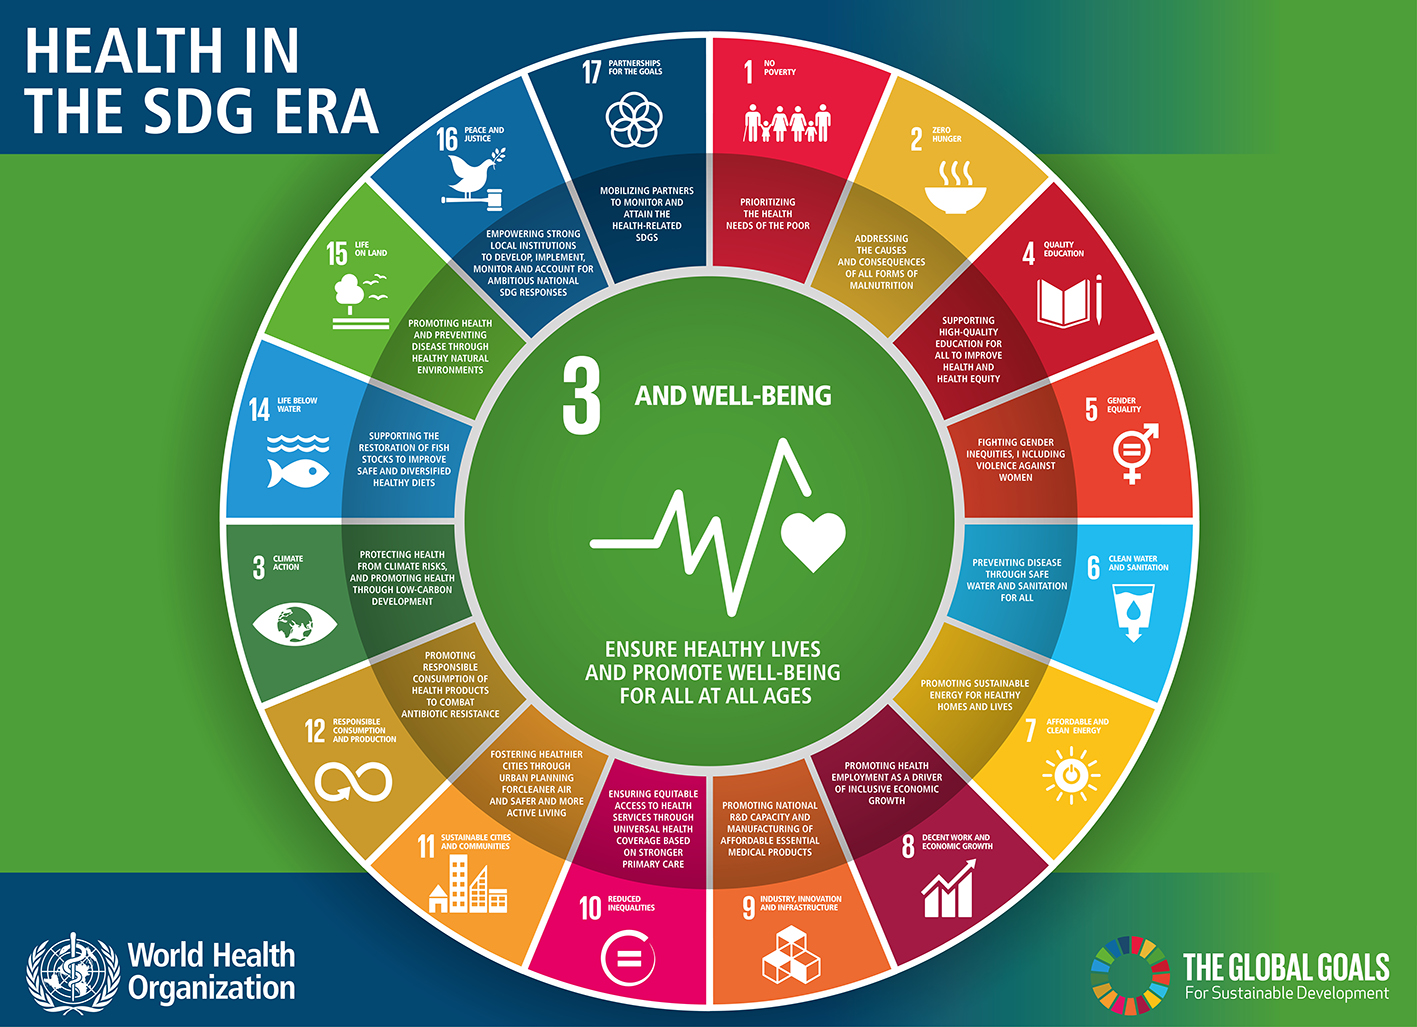 HEALTH IN
THE SDG ERA
17 PARTNERSHIPS
FOR THE GOALS
MOBILIZING PARTNERS
TO MONITOR AND
ATTAIN THE
HEALTH-RELATED
SDGS
1 NO
POVERTY
PRIORITIZING
THE HEALTH
NEEDS OF THE POOR
2 ZERO
HUNGER
ADDRESSING
THE CAUSES
AND CONSEQUENCES
OF ALL FORMS OF
MALNUTRITION
4 QUALITY
EDUCATION
SUPPORTING
HIGH-QUALITY
EDUCATION FOR
ALL TO IMPROVE
HEALTH AND
HEALTH EQUITY
5 GENDER
EQUALITY
FIGHTING GENDER
INEQUITIES, I NCLUDING
VIOLENCE AGAINST
WOMEN
6 CLEAN WATER
AND SANITATION
PREVENTING DISEASE
THROUGH SAFE
WATER AND SANITATION
FOR ALL
7 AFFORDABLE AND
CLEAN ENERGY
PROMOTING SUSTAINABLE
ENERGY FOR HEALTHY
HOMES AND LIVES
8 DECENT WORK AND
ECONOMIC GROWTH
PROMOTING HEALTH
EMPLOYMENT AS A DRIVER
OF INCLUSIVE ECONOMIC
GROWTH
9 INDUSTRY, INNOVATION
AND INFRASTRUCTURE
PROMOTING NATIONAL
R&D CAPACITY AND
MANUFACTURING OF
AFFORDABLE ESSENTIAL
MEDICAL PRODUCTS
10 REDUCED
INEQUALITIES
ENSURING EQUITABLE
ACCESS TO HEALTH
SERVICES THROUGH
UNIVERSAL HEALTH
COVERAGE BASED
ON STRONGER
PRIMARY CARE
11 SUSTAINABLE CITIES
AND COMMUNITIES
FOSTERING HEALTHIER
CITIES THROUGH
URBAN PLANNING
FORCLEANER AIR
AND SAFER AND MORE
ACTIVE LIVING
12 RESPONSIBLE
CONSUMPTION
AND PRODUCTION
PROMOTING
RESPONSIBLE
CONSUMPTION OF
HEALTH PRODUCTS
TO COMBAT
ANTIBIOTIC RESISTANCE
3 CLIMATE
ACTION
PROTECTING HEALTH
FROM CLIMATE RISKS,
AND PROMOTING HEALTH
THROUGH LOW-CARBON
DEVELOPMENT
14 LIFE BELOW
WATER
SUPPORTING THE
RESTORATION OF FISH
STOCKS TO IMPROVE
SAFE AND DIVERSIFIED
HEALTHY DIETS
15 LIFE
ON LAND
PROMOTING HEALTH
AND PREVENTING
DISEASE THROUGH
HEALTHY NATURAL
ENVIRONMENTS
16 PEACE AND
JUSTICE
EMPOWERING STRONG
LOCAL INSTITUTIONS
TO DEVELOP, IMPLEMENT,
MONITOR AND ACCOUNT FOR
AMBITIOUS NATIONAL
SDG RESPONSES
3 AND WELL-BEING
ENSURE HEALTHY LIVES
AND PROMOTE WELL-BEING
FOR ALL AT ALL AGES
World Health
Organization
THE GLOBAL GOALS
For Sustainable Development